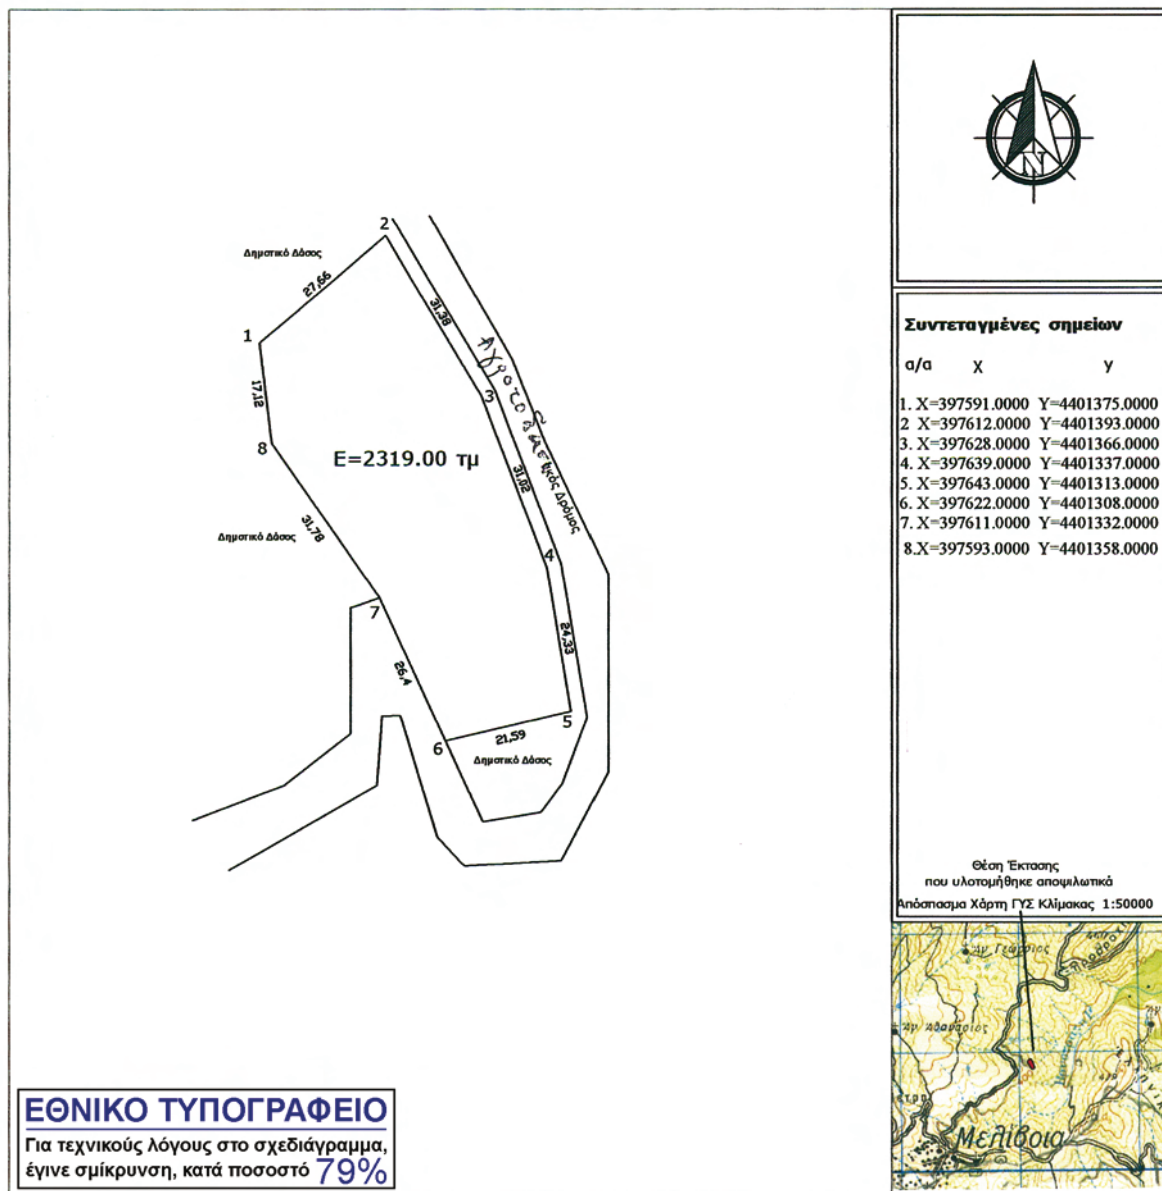 N
2
Δημοτικό Δάσος
27,66
1
31,38
17,12
3
8
E=2319.00 τμ
31,02
Δρόμος
31,78
Δημοτικό Δάσος
4
7
24,33
26,4
5
6
21,59
Δημοτικό Δάσος
Συντεταγμένες σημείων
α/α X y
1. X=397591.0000 Y=4401375.0000
2 X=397612.0000 Y=4401393.0000
3. X=397628.0000 Y=4401366.0000
4. X=397639.0000 Y=4401337.0000
5. X=397643.0000 Y=4401313.0000
6. X=397622.0000 Y=4401308.0000
7. X=397611.0000 Y=4401332.0000
8.X=397593.0000 Y=4401358.0000
Θέση Έκτασης
που υλοτομήθηκε αποψιλωτικά
Απόσπασμα Χάρτη ΓΥΣ Κλίμακας 1:50000
Αγ Γεώργιος
Αγ Αθανάσιος
Μελίβοια
ΕΘΝΙΚΟ ΤΥΠΟΓΡΑΦΕΙΟ
Για τεχνικούς λόγους στο σχεδιάγραμμα,
έγινε σμίκρυνση, κατά ποσοστό 79%